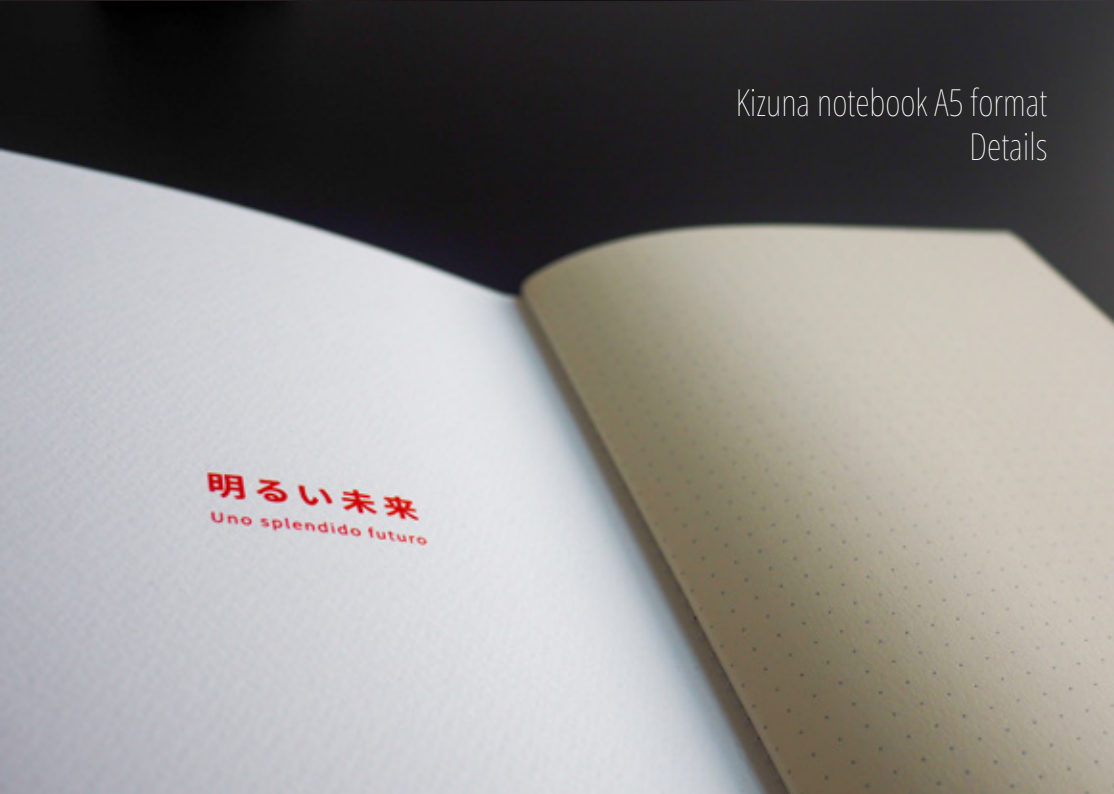 Kizuna notebook A5 format
Details
明るい未来
Uno splendido futuro